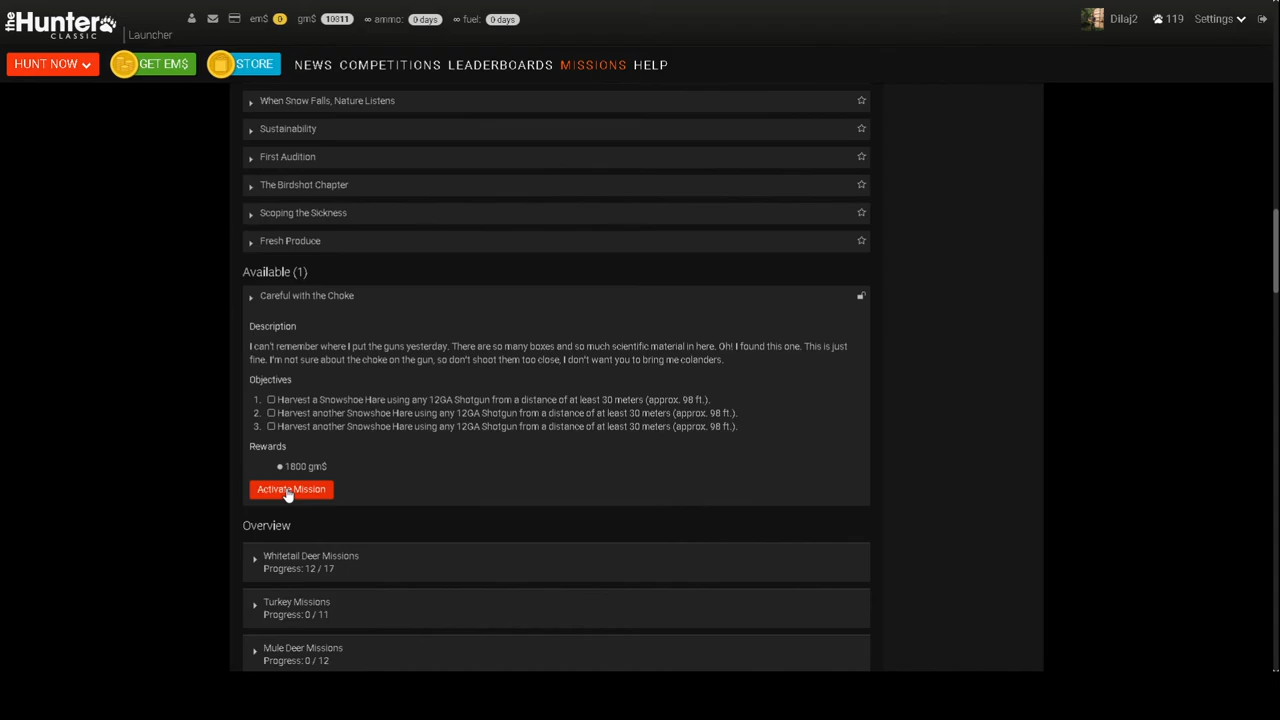 theHunter
CLASSIC
Launcher
em$ 0 gm$ 10011 ∞ ammo: 0 days ∞ fuel: 0 days
Dilaj2 119 Settings
HUNT NOW GET EM$ STORE NEWS COMPETITIONS LEADERBOARDS MISSIONS HELP
When Snow Falls, Nature Listens
Sustainability
First Audition
The Birdshot Chapter
Scoping the Sickness
Fresh Produce
Available (1)
Careful with the Choke
Description
I can't remember where I put the guns yesterday. There are so many boxes and so much scientific material in here. Oh! I found this one. This is just
fine. I'm not sure about the choke on the gun, so don't shoot them too close, I don't want you to bring me colanders.
Objectives
1. Harvest a Snowshoe Hare using any 12GA Shotgun from a distance of at least 30 meters (approx. 98 ft.).
2. Harvest another Snowshoe Hare using any 12GA Shotgun from a distance of at least 30 meters (approx. 98 ft.).
3. Harvest another Snowshoe Hare using any 12GA Shotgun from a distance of at least 30 meters (approx. 98 ft.).
Rewards
1800 gm$
Activate Mission
Overview
Whitetail Deer Missions
Progress: 12 / 17
Turkey Missions
Progress: 0 / 11
Mule Deer Missions
Progress: 0 / 12